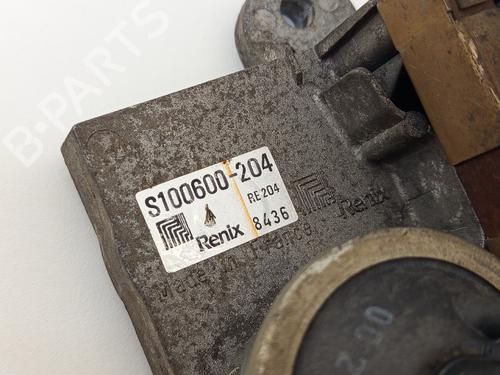 B-PARTS
S100600-204
RE 204
Renix 8436
Renix
Made in France